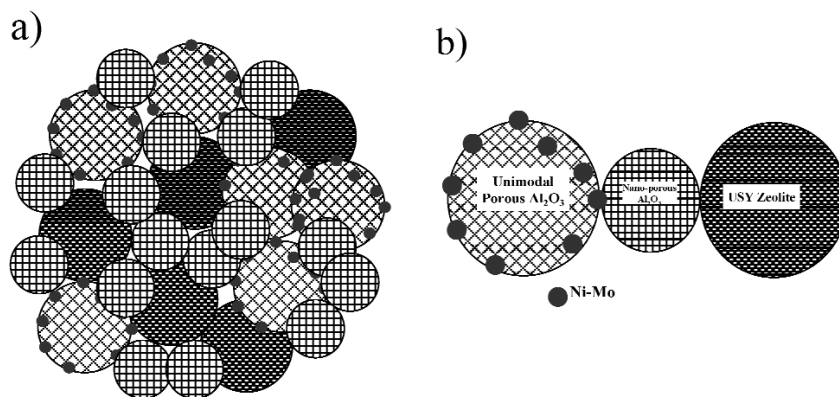 a)
b)
Unimodal
Porous Al₂O₃
Nano-porous
Al₂O₃
USY Zeolite
Ni-Mo